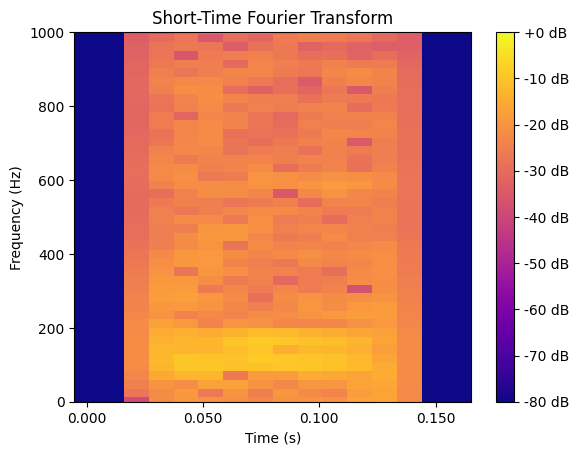 Short-Time Fourier Transform
1000
800
600
400
200
0
Frequency (Hz)
0.000
0.050
0.100
0.150
Time (s)
+0 dB
-10 dB
-20 dB
-30 dB
-40 dB
-50 dB
-60 dB
-70 dB
-80 dB